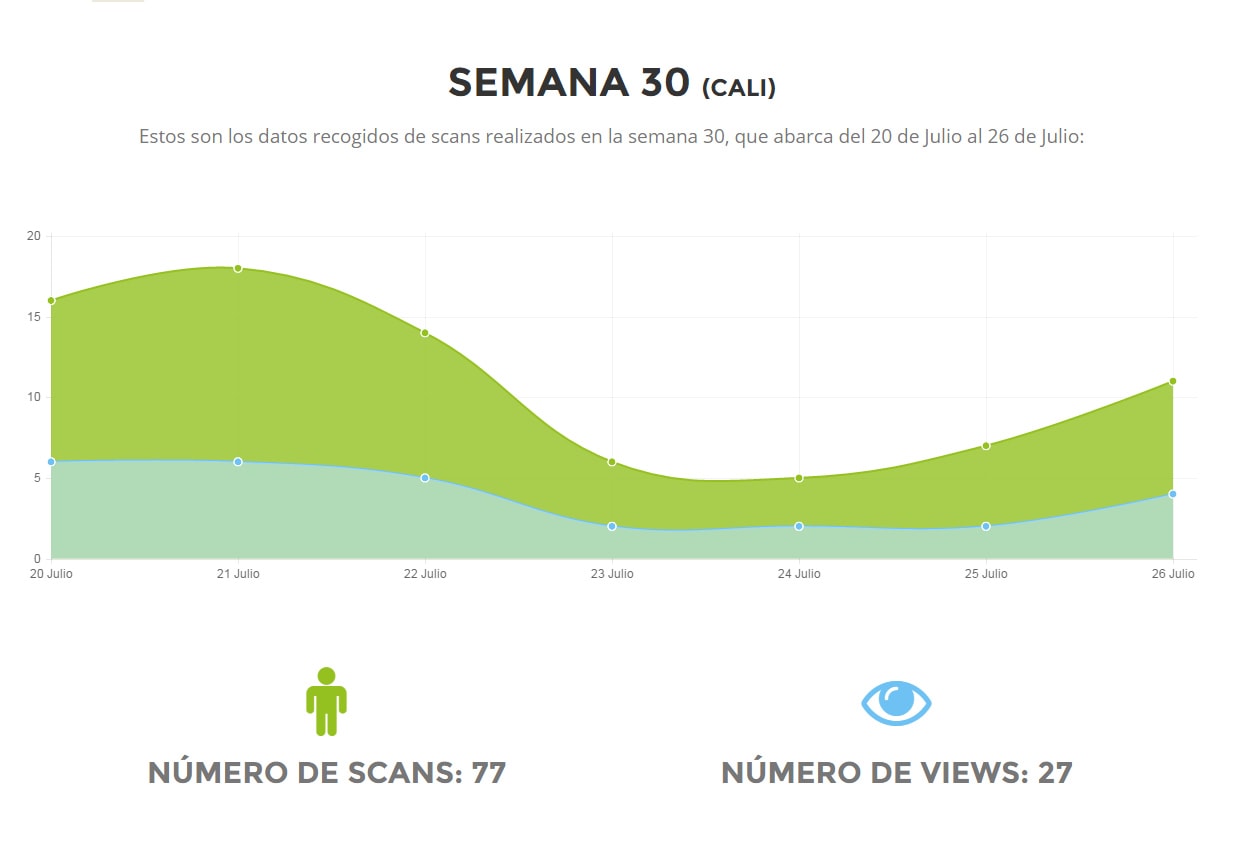 SEMANA 30 (CALI)
Estos son los datos recogidos de scans realizados en la semana 30, que abarca del 20 de Julio al 26 de Julio:
20
15
10
5
0
20 Julio 21 Julio 22 Julio 23 Julio 24 Julio 25 Julio 26 Julio
NÚMERO DE SCANS: 77 NÚMERO DE VIEWS: 27